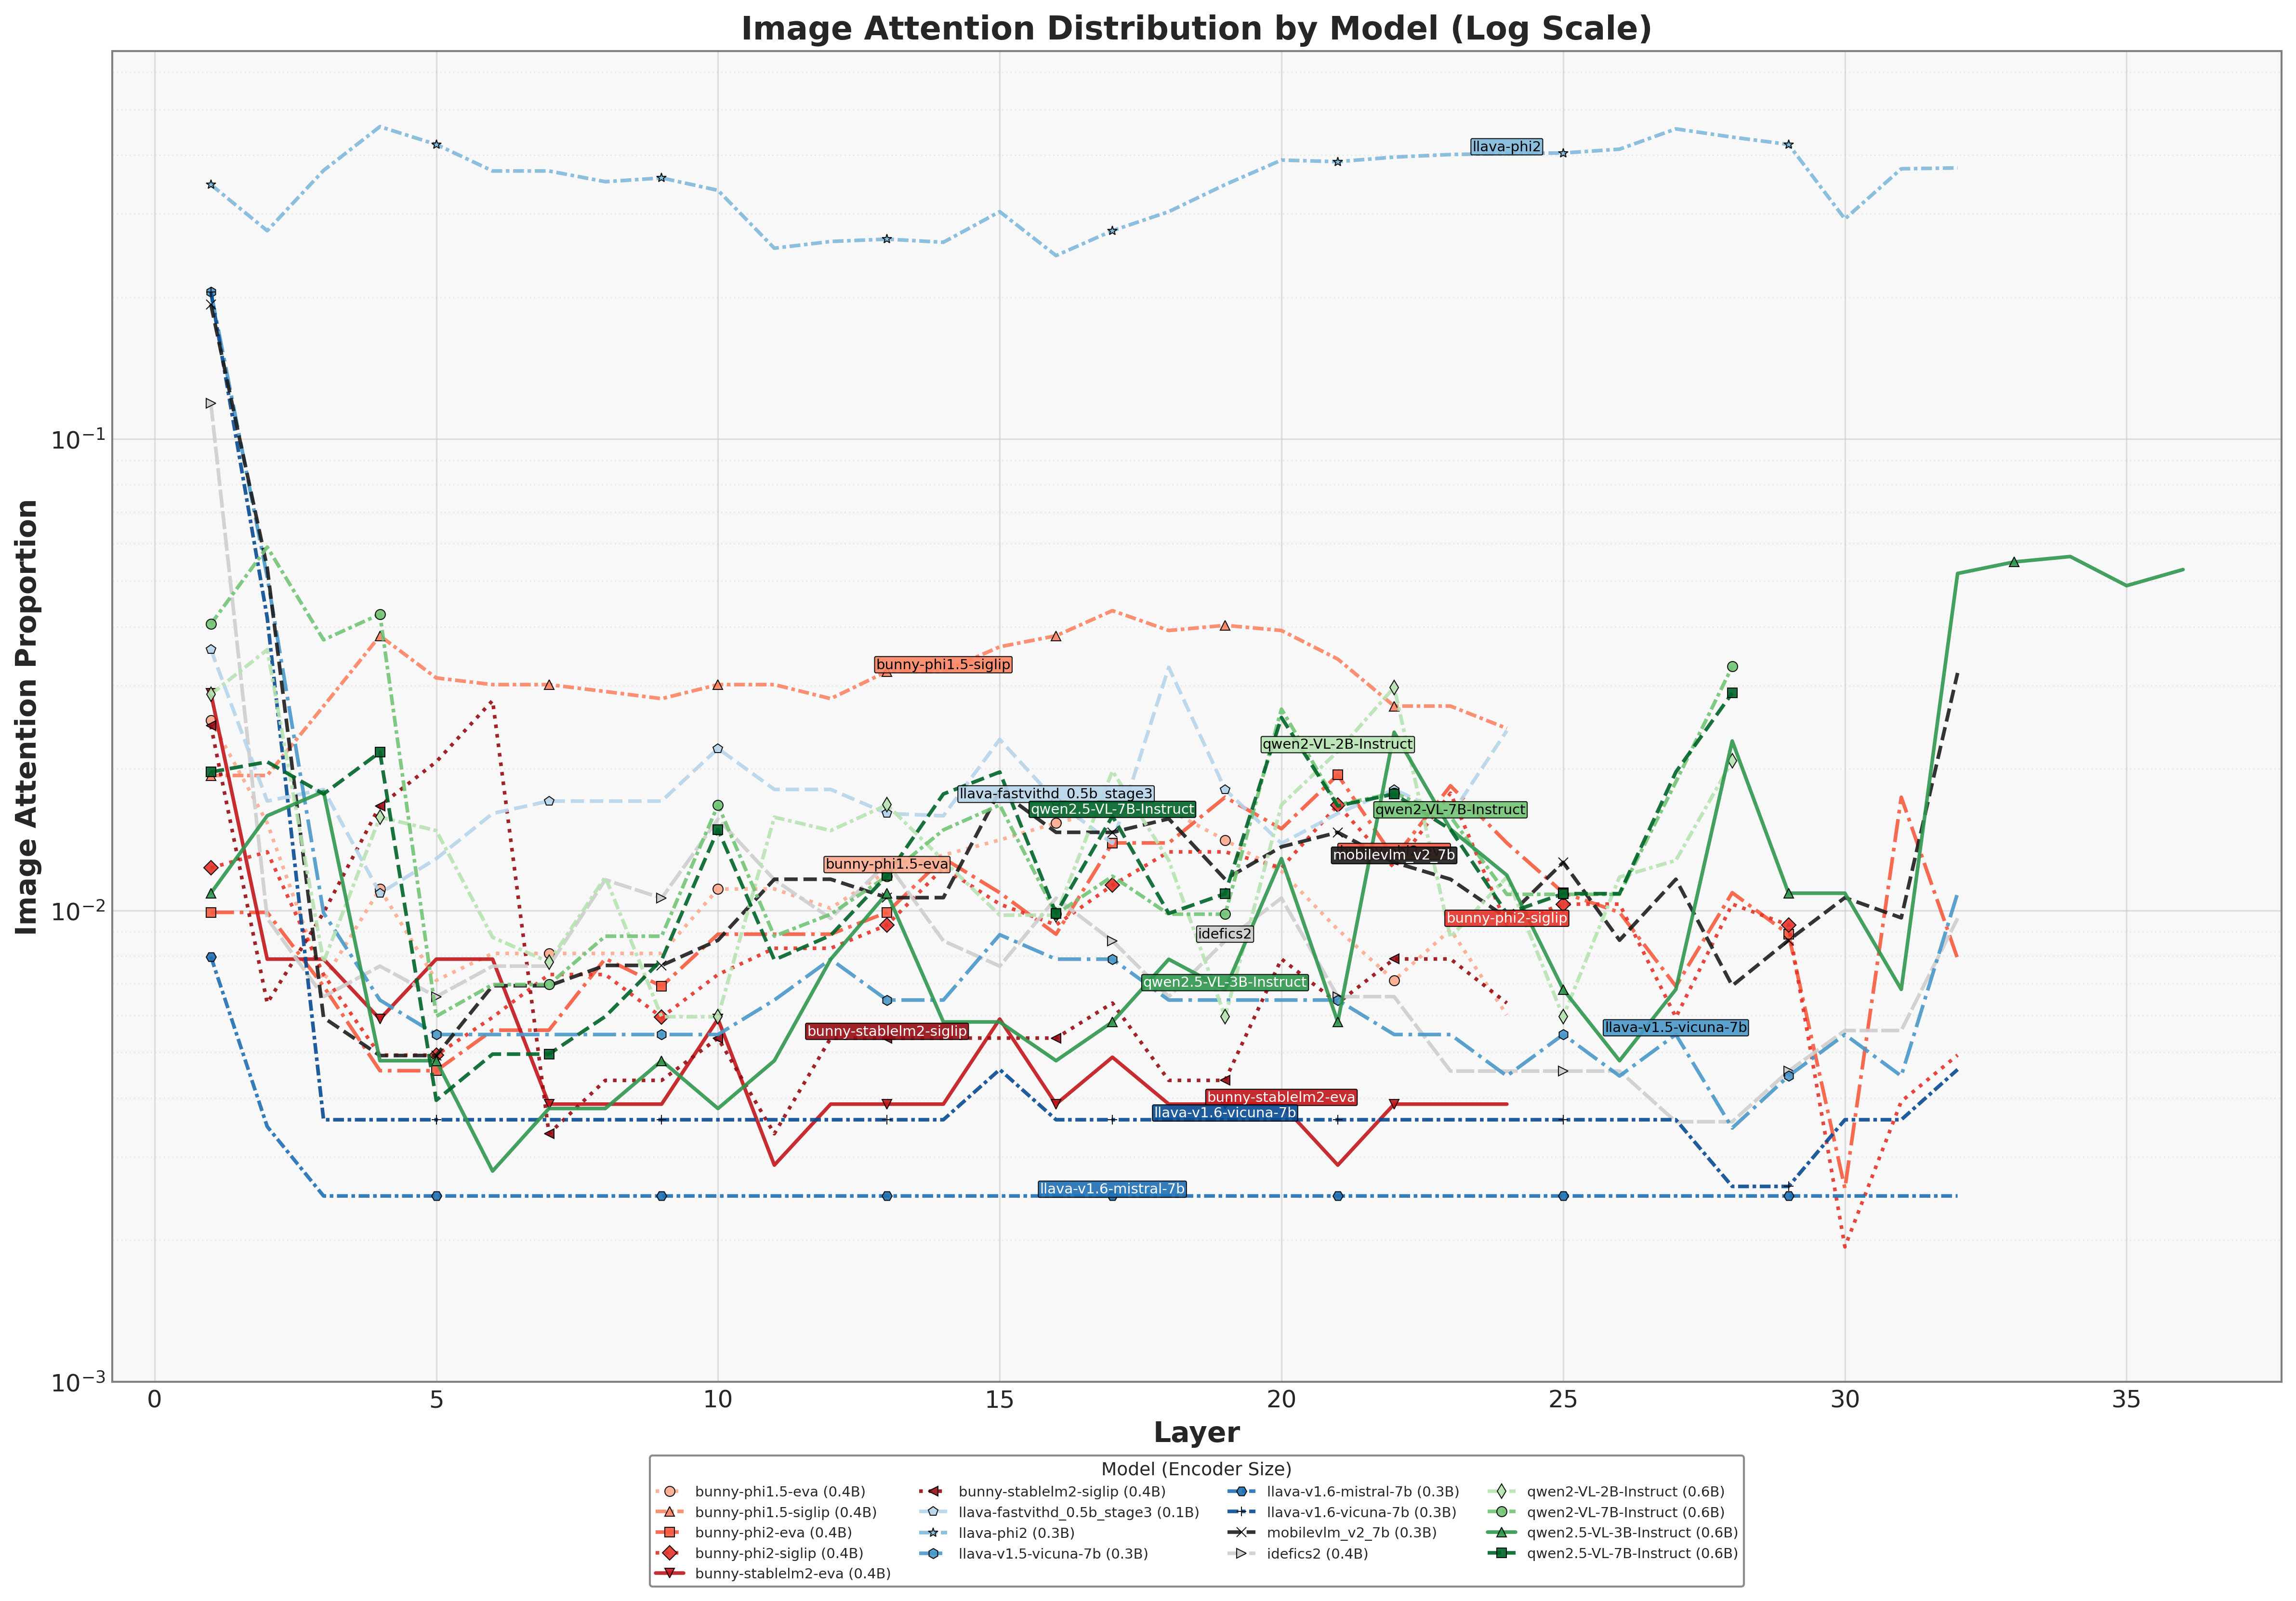 Image Attention Distribution by Model (Log Scale)
Image Attention Proportion
10⁻¹
10⁻²
10⁻³
llava-phi2
bunny-phi1.5-siglip
qwen2-VL-2B-Instruct
llava-fastvithd_0.5b_stage3
qwen2.5-VL-7B-Instruct
qwen2-VL-7B-Instruct
mobilevlm_v2_7b
bunny-phi1.5-eva
bunny-phi2-siglip
idefics2
qwen2.5-VL-3B-Instruct
llava-v1.5-vicuna-7b
bunny-stablelm2-siglip
bunny-stablelm2-eva
llava-v1.6-vicuna-7b
llava-v1.6-mistral-7b
0 5 10 15 20 25 30 35
Layer
Model (Encoder Size)
bunny-phi1.5-eva (0.4B)
bunny-phi1.5-siglip (0.4B)
bunny-phi2-eva (0.4B)
bunny-phi2-siglip (0.4B)
bunny-stablelm2-eva (0.4B)
bunny-stablelm2-siglip (0.4B)
llava-fastvithd_0.5b_stage3 (0.1B)
llava-phi2 (0.3B)
llava-v1.5-vicuna-7b (0.3B)
llava-v1.6-mistral-7b (0.3B)
llava-v1.6-vicuna-7b (0.3B)
mobilevlm_v2_7b (0.3B)
idefics2 (0.4B)
qwen2-VL-2B-Instruct (0.6B)
qwen2-VL-7B-Instruct (0.6B)
qwen2.5-VL-3B-Instruct (0.6B)
qwen2.5-VL-7B-Instruct (0.6B)